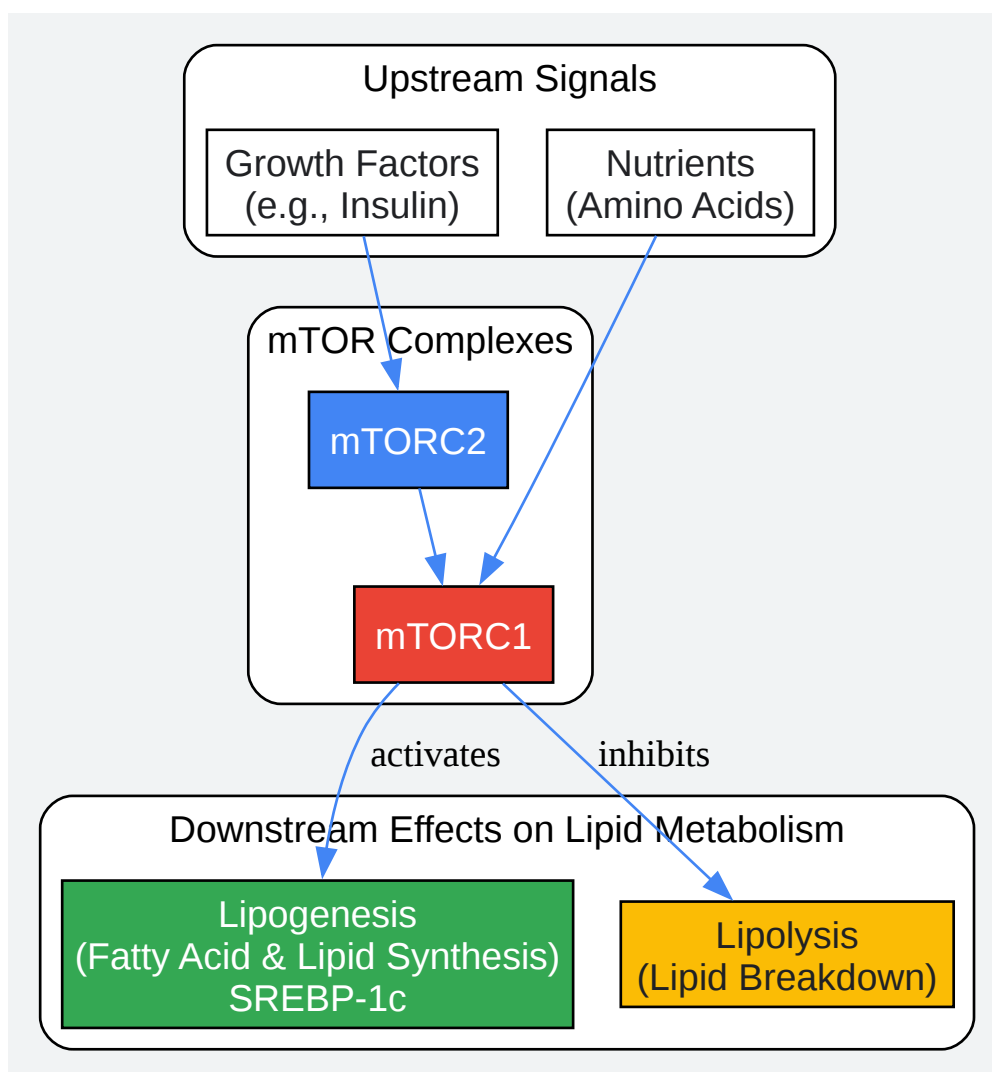 Upstream Signals
Growth Factors
(e.g., Insulin)
Nutrients
(Amino Acids)
mTOR Complexes
mTORC2
mTORC1
activates
inhibits
Downstream Effects on Lipid Metabolism
Lipogenesis
(Fatty Acid & Lipid Synthesis)
SREBP-1c
Lipolysis
(Lipid Breakdown)